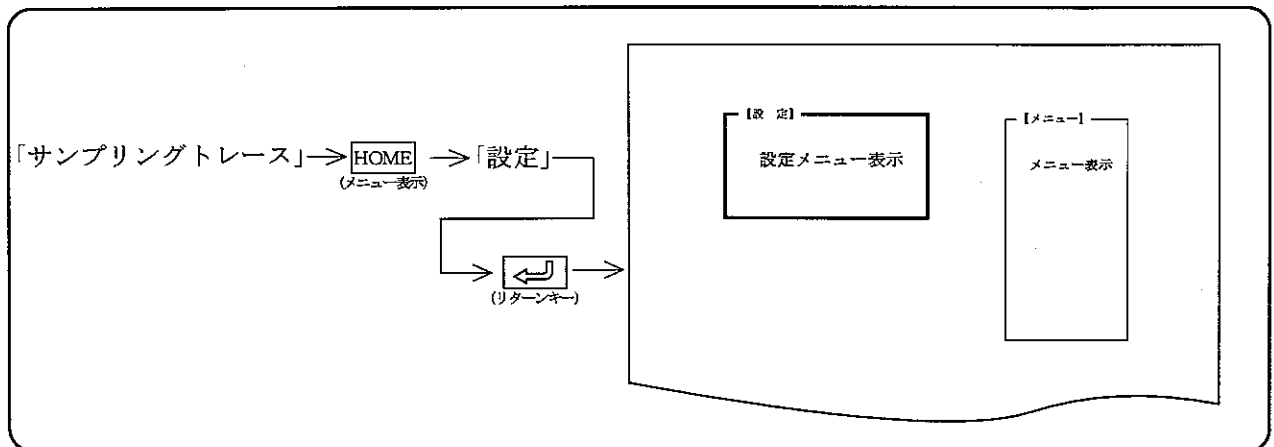 「サンプリングトレース」→HOME→「設定」
(メニュー表示)
(リターンキー)
【設 定】
設定メニュー表示
【メニュー】
メニュー表示